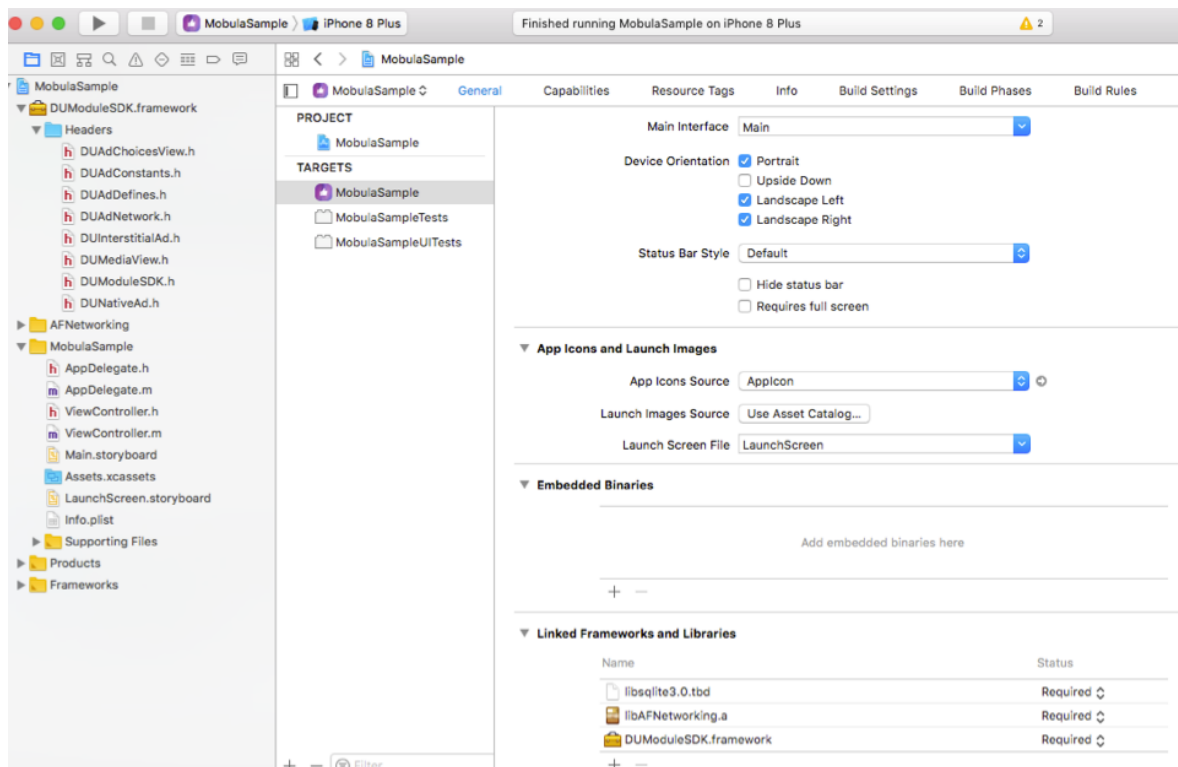 MobulaSample
iPhone 8 Plus
Finished running MobulaSample on iPhone 8 Plus
2
MobulaSample
DUModuleSDK.framework
Headers
DUAdChoicesView.h
DUAdConstants.h
DUAdDefines.h
DUAdNetwork.h
DUInterstitialAd.h
DUMediaView.h
DUModuleSDK.h
DUNativeAd.h
AFNetworking
MobulaSample
AppDelegate.h
AppDelegate.m
ViewController.h
ViewController.m
Main.storyboard
Assets.xcassets
LaunchScreen.storyboard
Info.plist
Supporting Files
Products
Frameworks
MobulaSample
MobulaSample General Capabilities Resource Tags Info Build Settings Build Phases Build Rules
PROJECT
MobulaSample
TARGETS
MobulaSample
MobulaSampleTests
MobulaSampleUITests
Filter
Main Interface Main
Device Orientation Portrait
Upside Down
Landscape Left
Landscape Right
Status Bar Style Default
Hide status bar
Requires full screen
App Icons and Launch Images
App Icons Source AppIcon
Launch Images Source Use Asset Catalog...
Launch Screen File LaunchScreen
Embedded Binaries
Add embedded binaries here
Linked Frameworks and Libraries
Name Status
libsqlite3.0.tbd Required
libAFNetworking.a Required
DUModuleSDK.framework Required